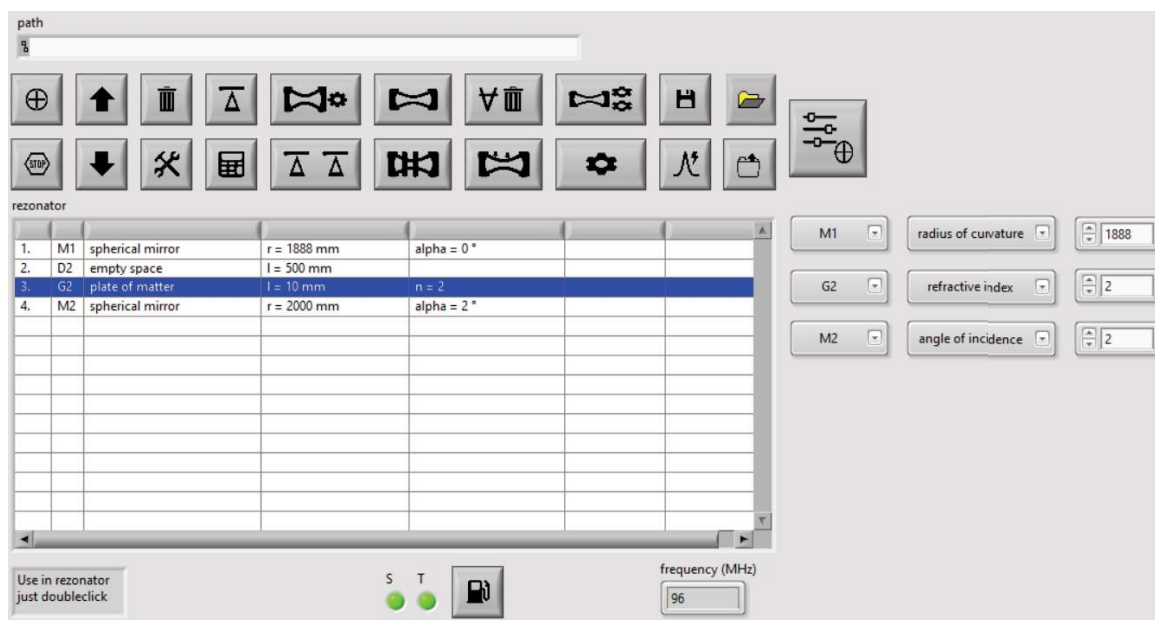 path
STOP
rezonator
1. M1 spherical mirror r = 1888 mm alpha = 0 °
2. D2 empty space l = 500 mm
3. G2 plate of matter l = 10 mm n = 2
4. M2 spherical mirror r = 2000 mm alpha = 2 °
M1 radius of curvature 1888
G2 refractive index 2
M2 angle of incidence 2
Use in rezonator
just doubleclick
S T
frequency (MHz)
96